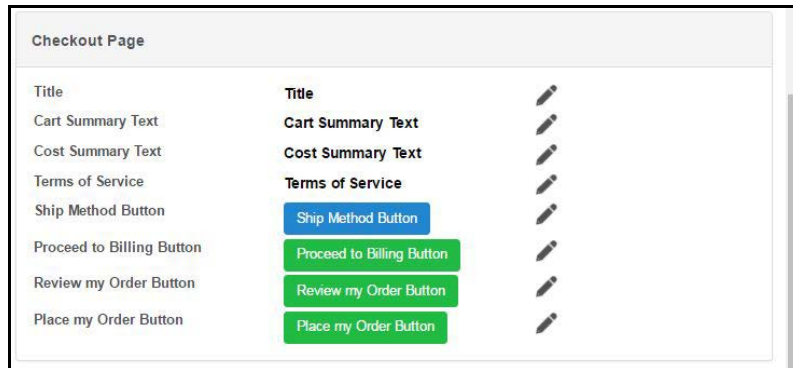 Checkout Page
Title Title
Cart Summary Text Cart Summary Text
Cost Summary Text Cost Summary Text
Terms of Service Terms of Service
Ship Method Button Ship Method Button
Proceed to Billing Button Proceed to Billing Button
Review my Order Button Review my Order Button
Place my Order Button Place my Order Button